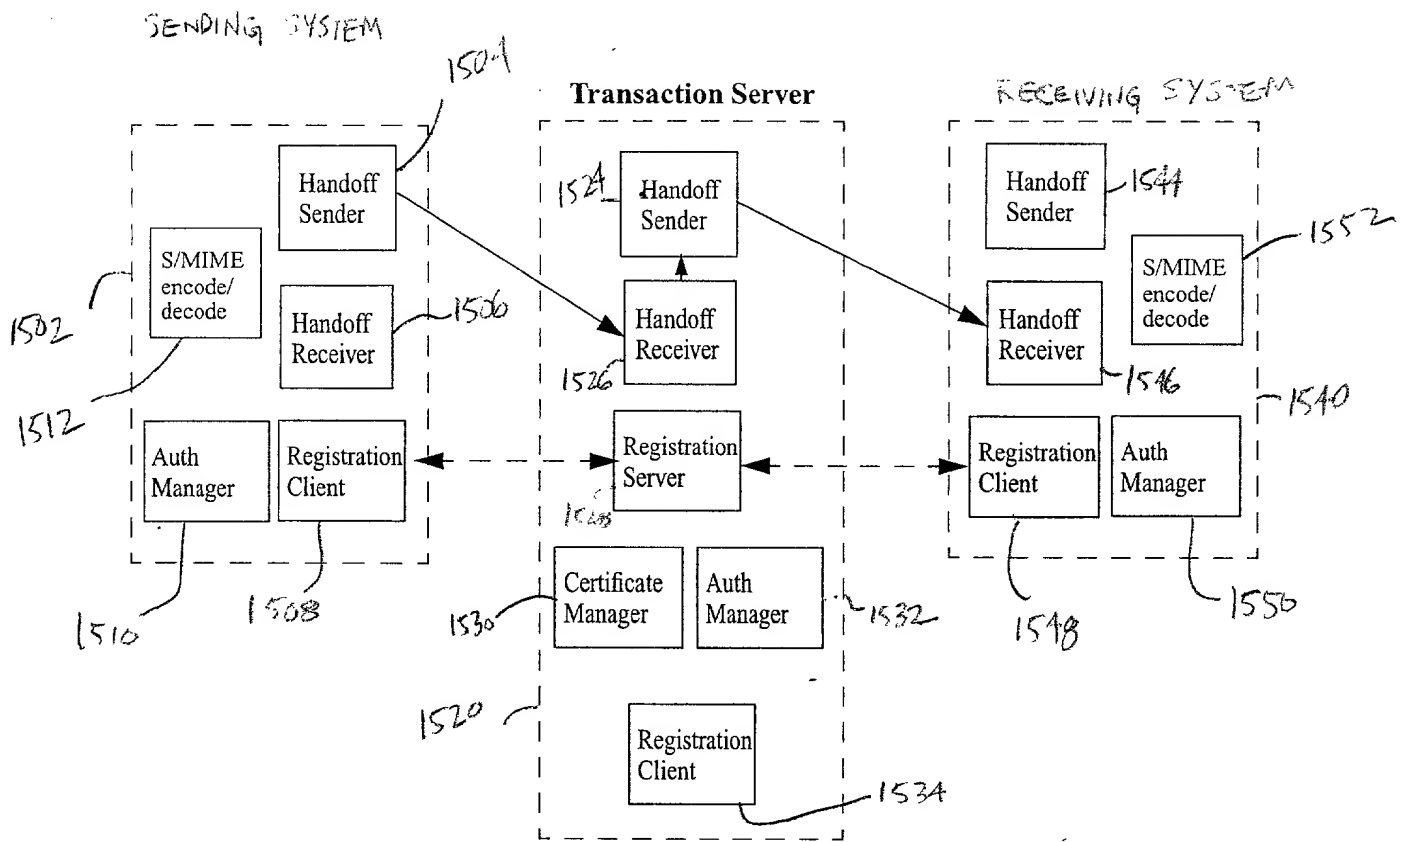 SENDING SYSTEM
1504
Transaction Server
RECEIVING SYSTEM
Handoff
Sender
1524
Handoff
Sender
Handoff
Sender
1544
1552
S/MIME
encode/
decode
S/MIME
encode/
decode
1502
Handoff
Receiver
1506
Handoff
Receiver
1526
Handoff
Receiver
1546
1540
1512
Auth
Manager
Registration
Client
Registration
Server
1528
Registration
Client
Auth
Manager
1510
1508
Certificate
Manager
1530
Auth
Manager
1532
1548
1550
1520
Registration
Client
1534